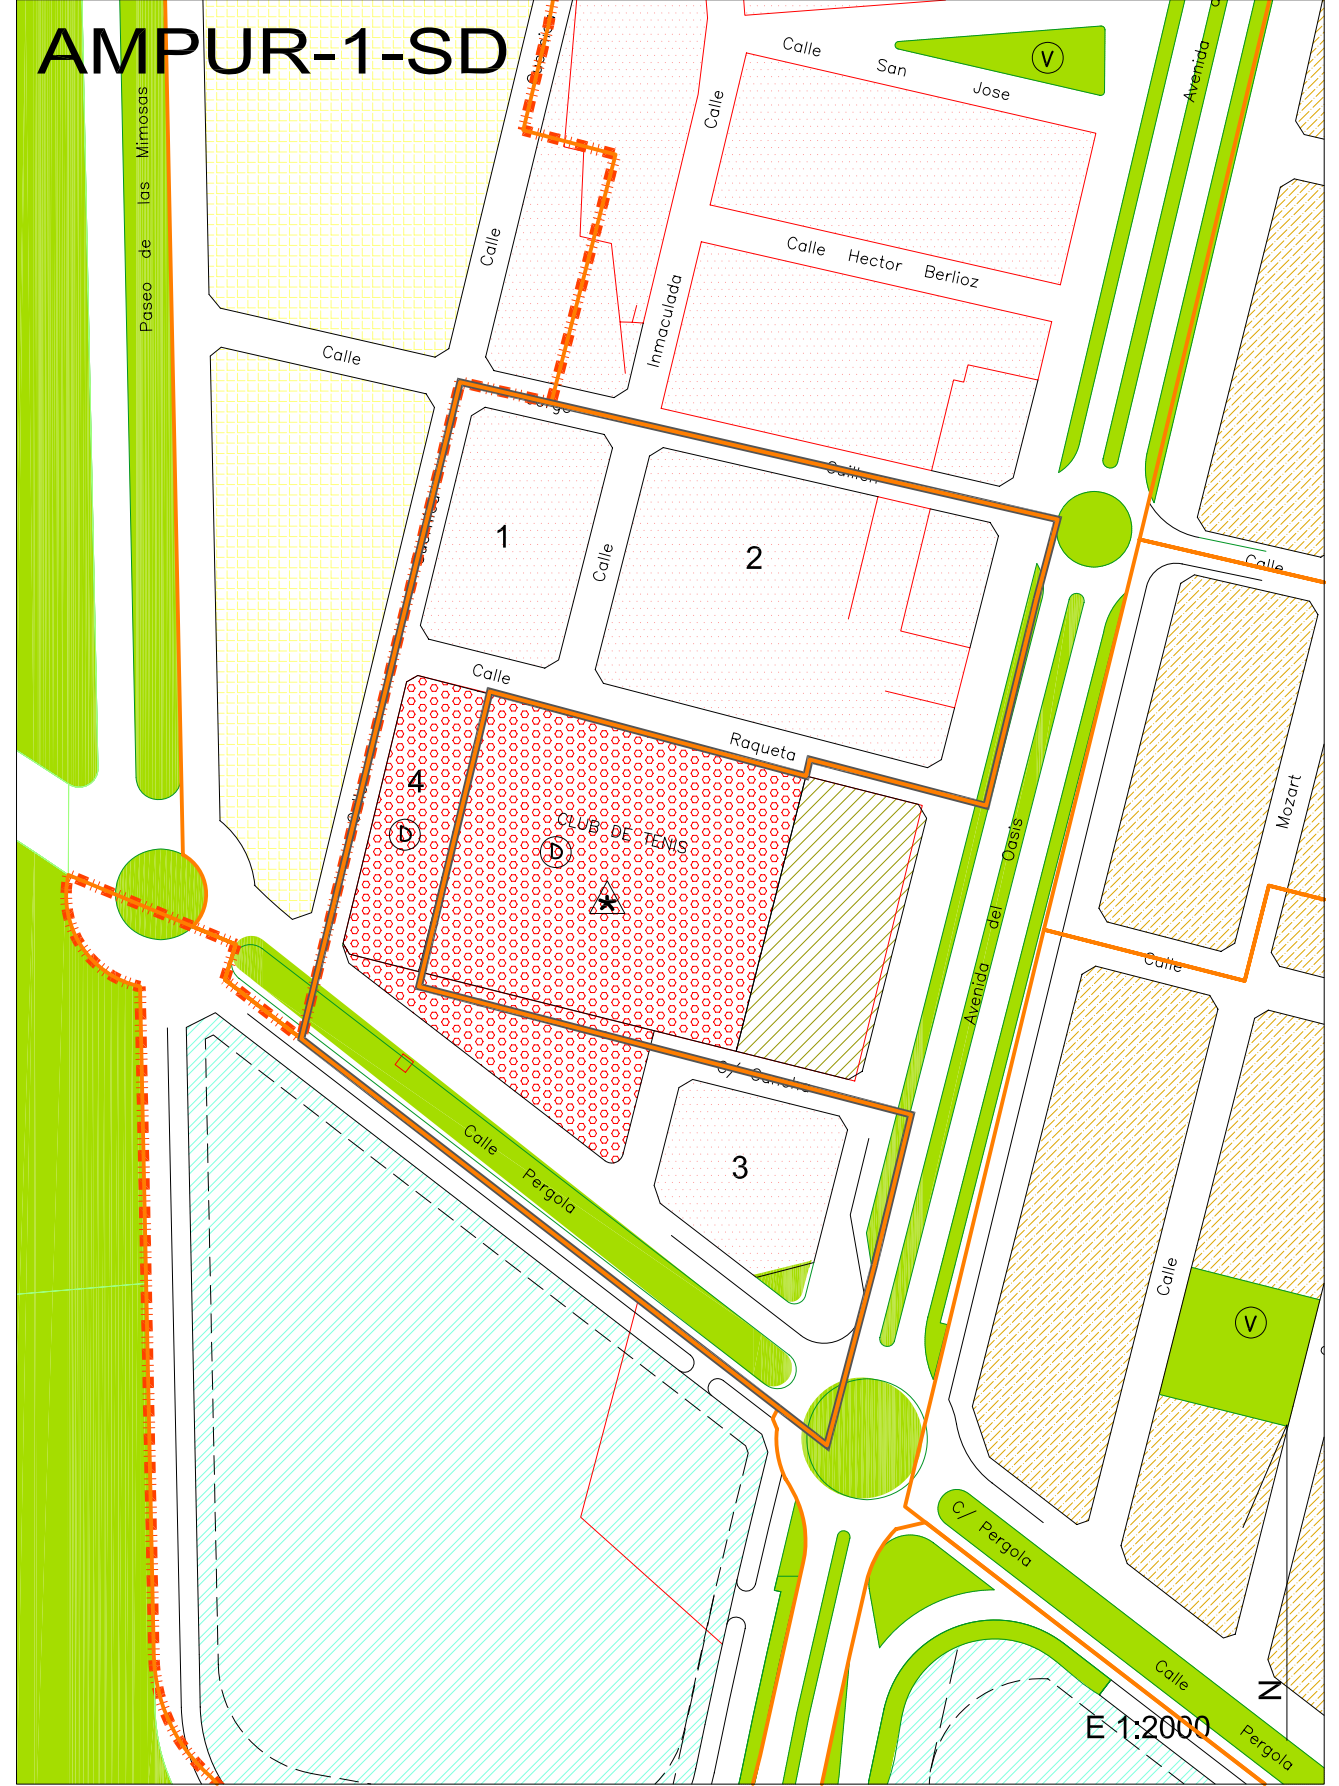 AMPUR-1-SD
Paseo de las Mimosas
Calle San Jose
V
Avenida
Calle
Inmaculada
Calle
Calle Hector Berlioz
Calle
Calle
1
2
Calle
Calle
Raqueta
4
D
CLUB DE TENIS
D
Mozart
Avenida del Oasis
Calle
3
Calle Pergola
Calle
V
C/ Pergola
Calle Pergola
N
E 1:2000